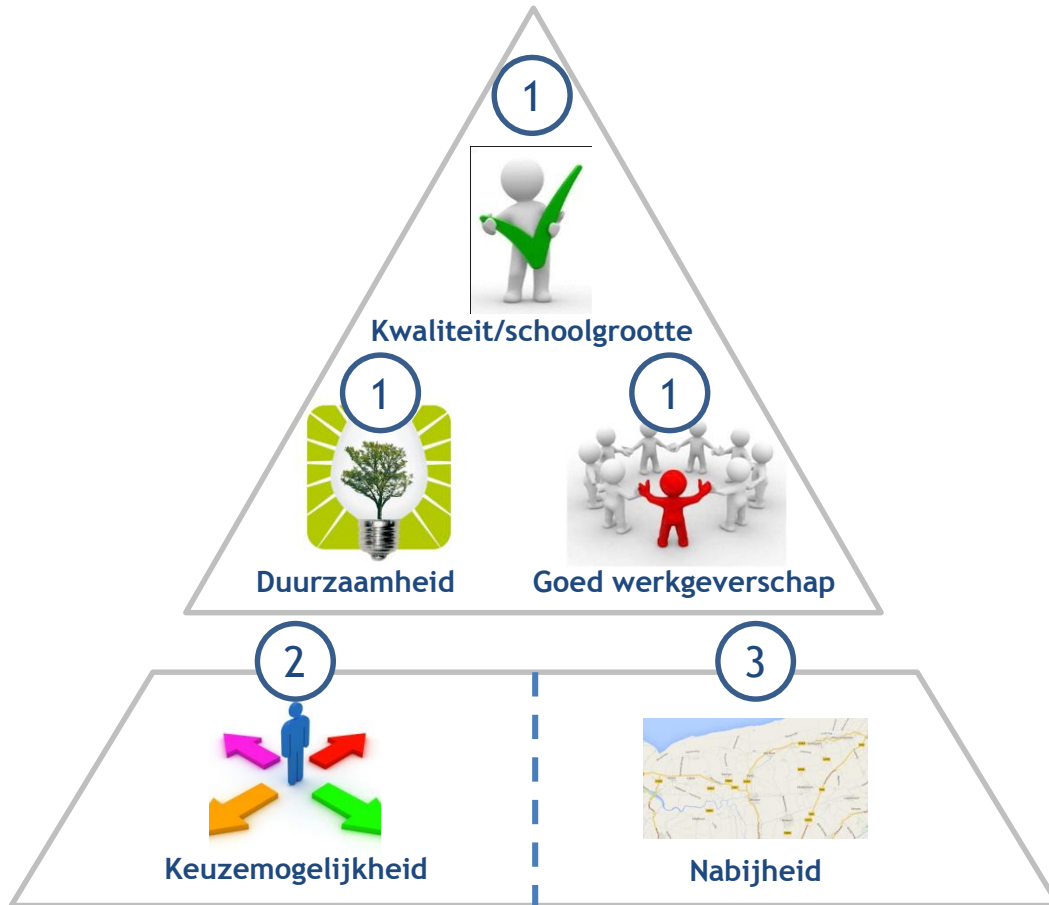 1
Kwaliteit/schoolgrootte
1
1
Duurzaamheid
Goed werkgeverschap
2
3
Keuzemogelijkheid
Nabijheid